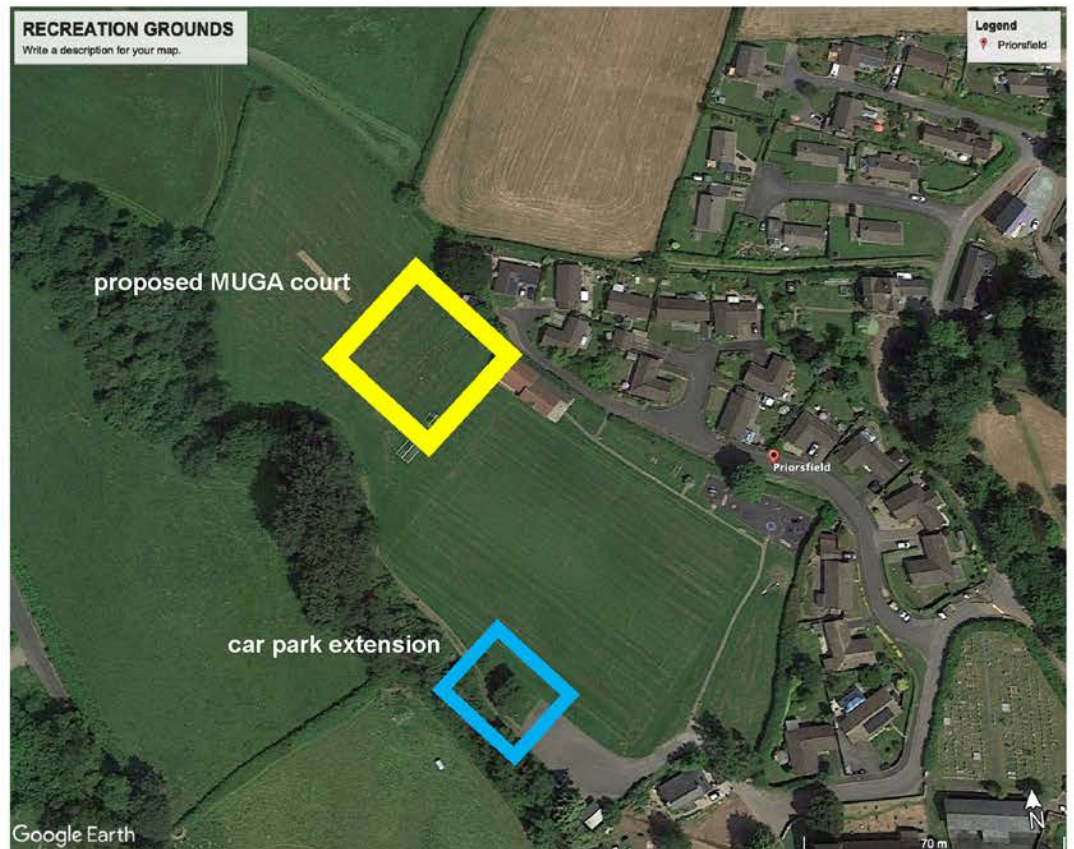 RECREATION GROUNDS
Write a description for your map.
Legend
Priorsfield
proposed MUGA court
Priorsfield
car park extension
Google Earth
N
70 m